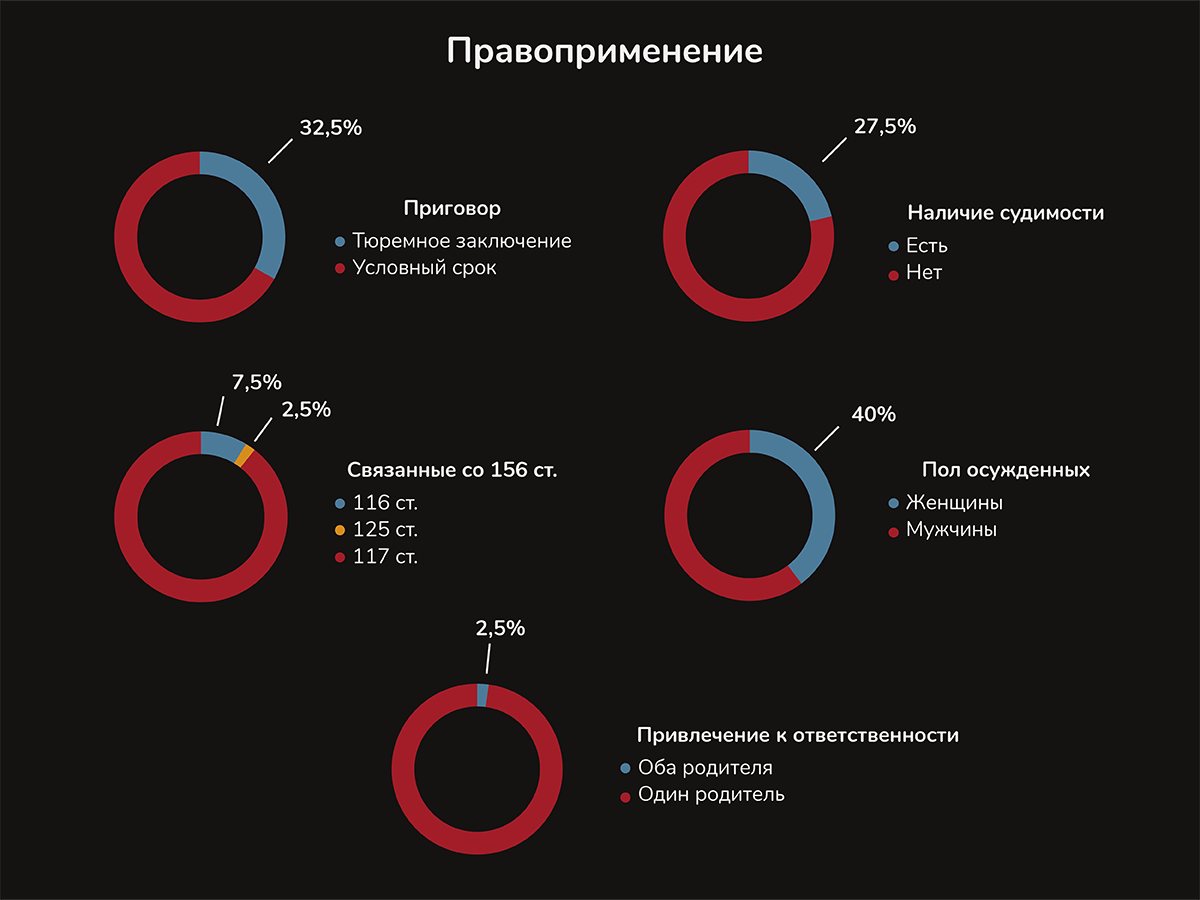 Правоприменение
32,5%
Приговор
Тюремное заключение
Условный срок
27,5%
Наличие судимости
Есть
Нет
7,5%
2,5%
Связанные со 156 ст.
116 ст.
125 ст.
117 ст.
40%
Пол осужденных
Женщины
Мужчины
2,5%
Привлечение к ответственности
Оба родителя
Один родитель